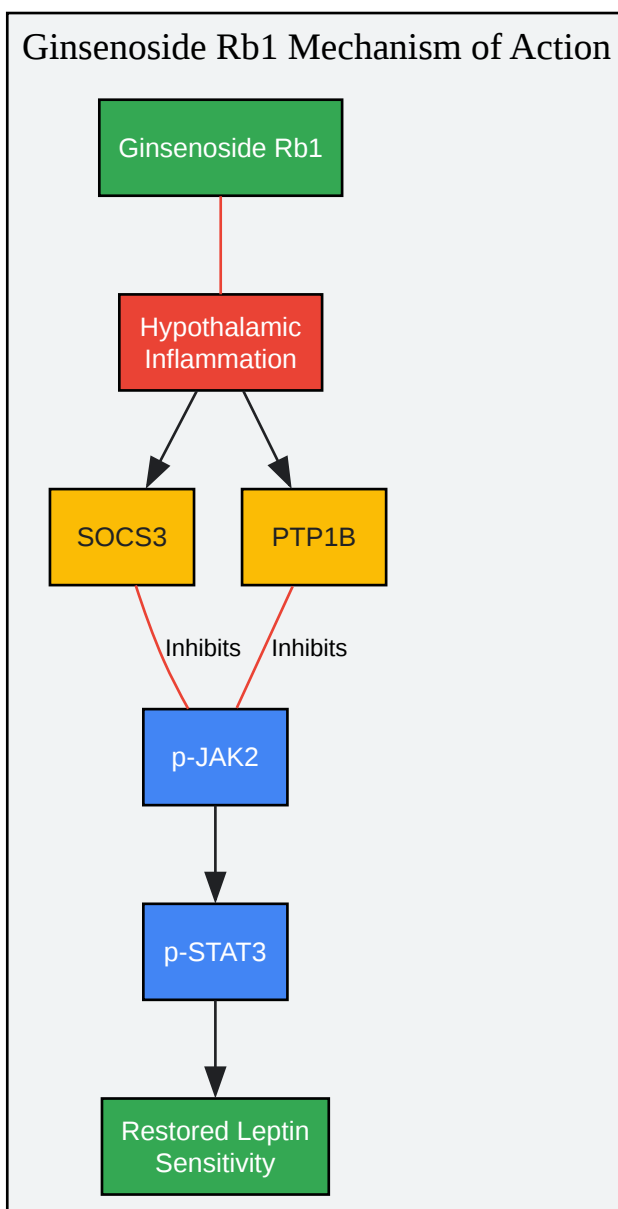 Ginsenoside Rb1 Mechanism of Action
Ginsenoside Rb1
Hypothalamic
Inflammation
SOCS3
PTP1B
Inhibits
Inhibits
p-JAK2
p-STAT3
Restored Leptin
Sensitivity